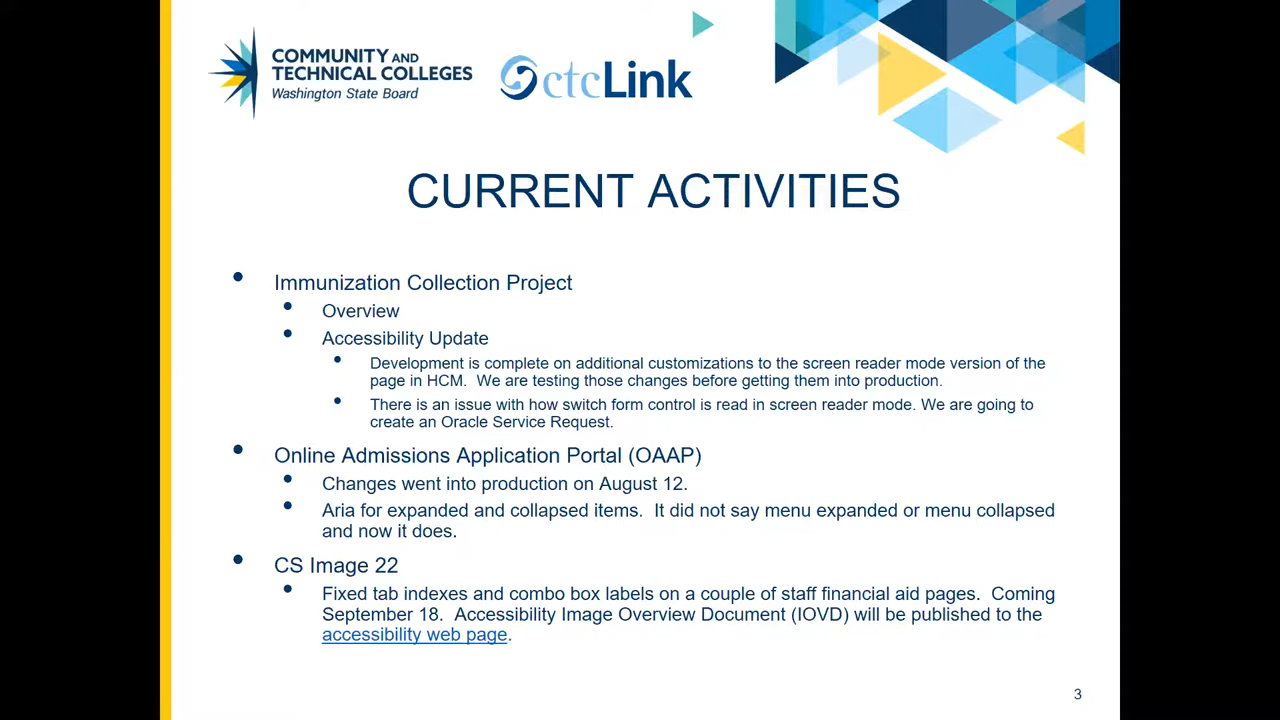 COMMUNITY AND
TECHNICAL COLLEGES
Washington State Board
ctcLink
CURRENT ACTIVITIES
• Immunization Collection Project
• Overview
• Accessibility Update
• Development is complete on additional customizations to the screen reader mode version of the
page in HCM.  We are testing those changes before getting them into production.
• There is an issue with how switch form control is read in screen reader mode. We are going to
create an Oracle Service Request.
• Online Admissions Application Portal (OAAP)
• Changes went into production on August 12.
• Aria for expanded and collapsed items.  It did not say menu expanded or menu collapsed
and now it does.
• CS Image 22
• Fixed tab indexes and combo box labels on a couple of staff financial aid pages.  Coming
September 18.  Accessibility Image Overview Document (IOVD) will be published to the
accessibility web page.
3